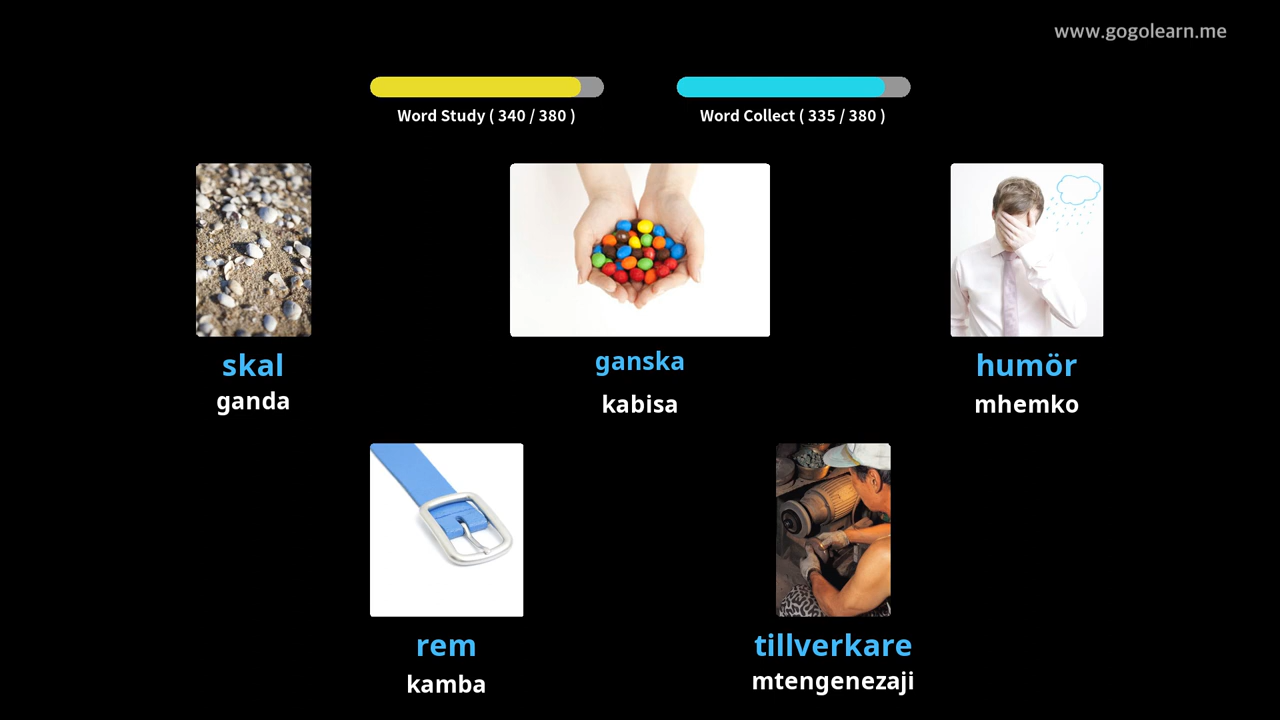 www.gogolearn.me
Word Study ( 340 / 380 )
Word Collect ( 335 / 380 )
skal
ganda
ganska
kabisa
humör
mhemko
rem
kamba
tillverkare
mtengenezaji